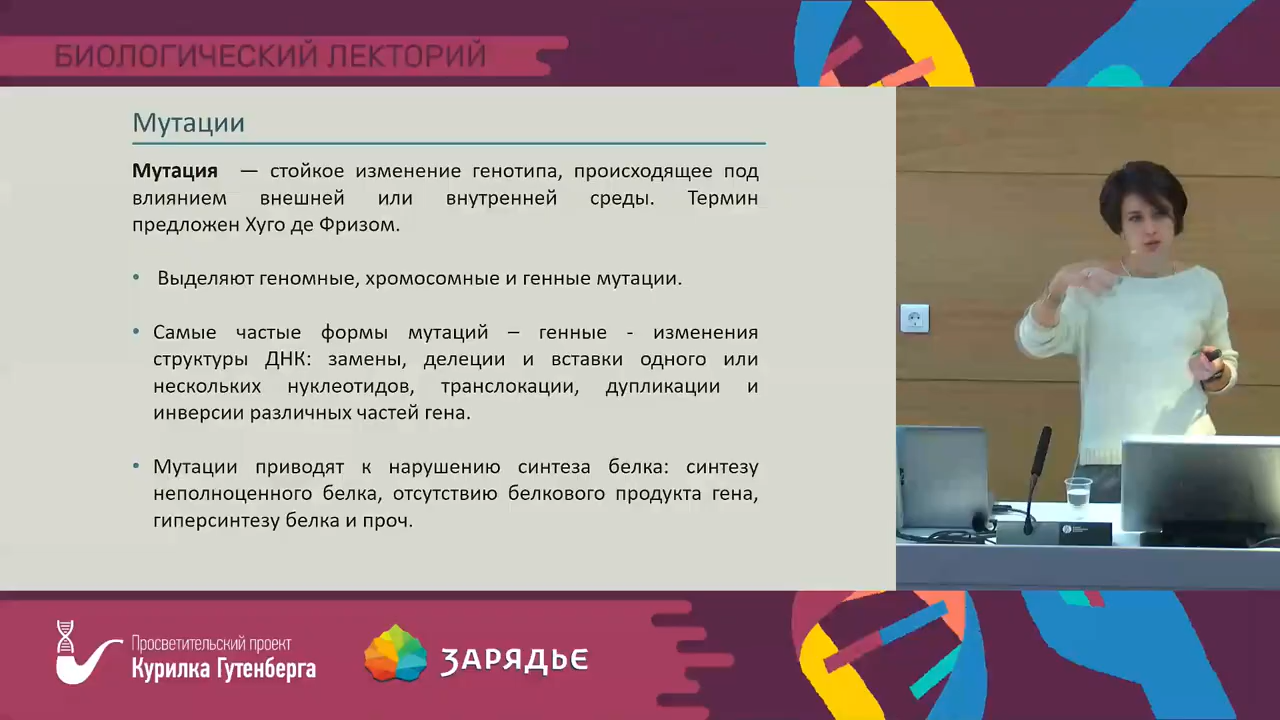 БИОЛОГИЧЕСКИЙ ЛЕКТОРИЙ
Мутации
Мутация — стойкое изменение генотипа, происходящее под
влиянием внешней или внутренней среды. Термин
предложен Хуго де Фризом.
• Выделяют геномные, хромосомные и генные мутации.
• Самые частые формы мутаций – генные - изменения
структуры ДНК: замены, делеции и вставки одного или
нескольких нуклеотидов, транслокации, дупликации и
инверсии различных частей гена.
• Мутации приводят к нарушению синтеза белка: синтезу
неполноценного белка, отсутствию белкового продукта гена,
гиперсинтезу белка и проч.
Просветительский проект
Курилка Гутенберга
ЗАРЯДЬЕ